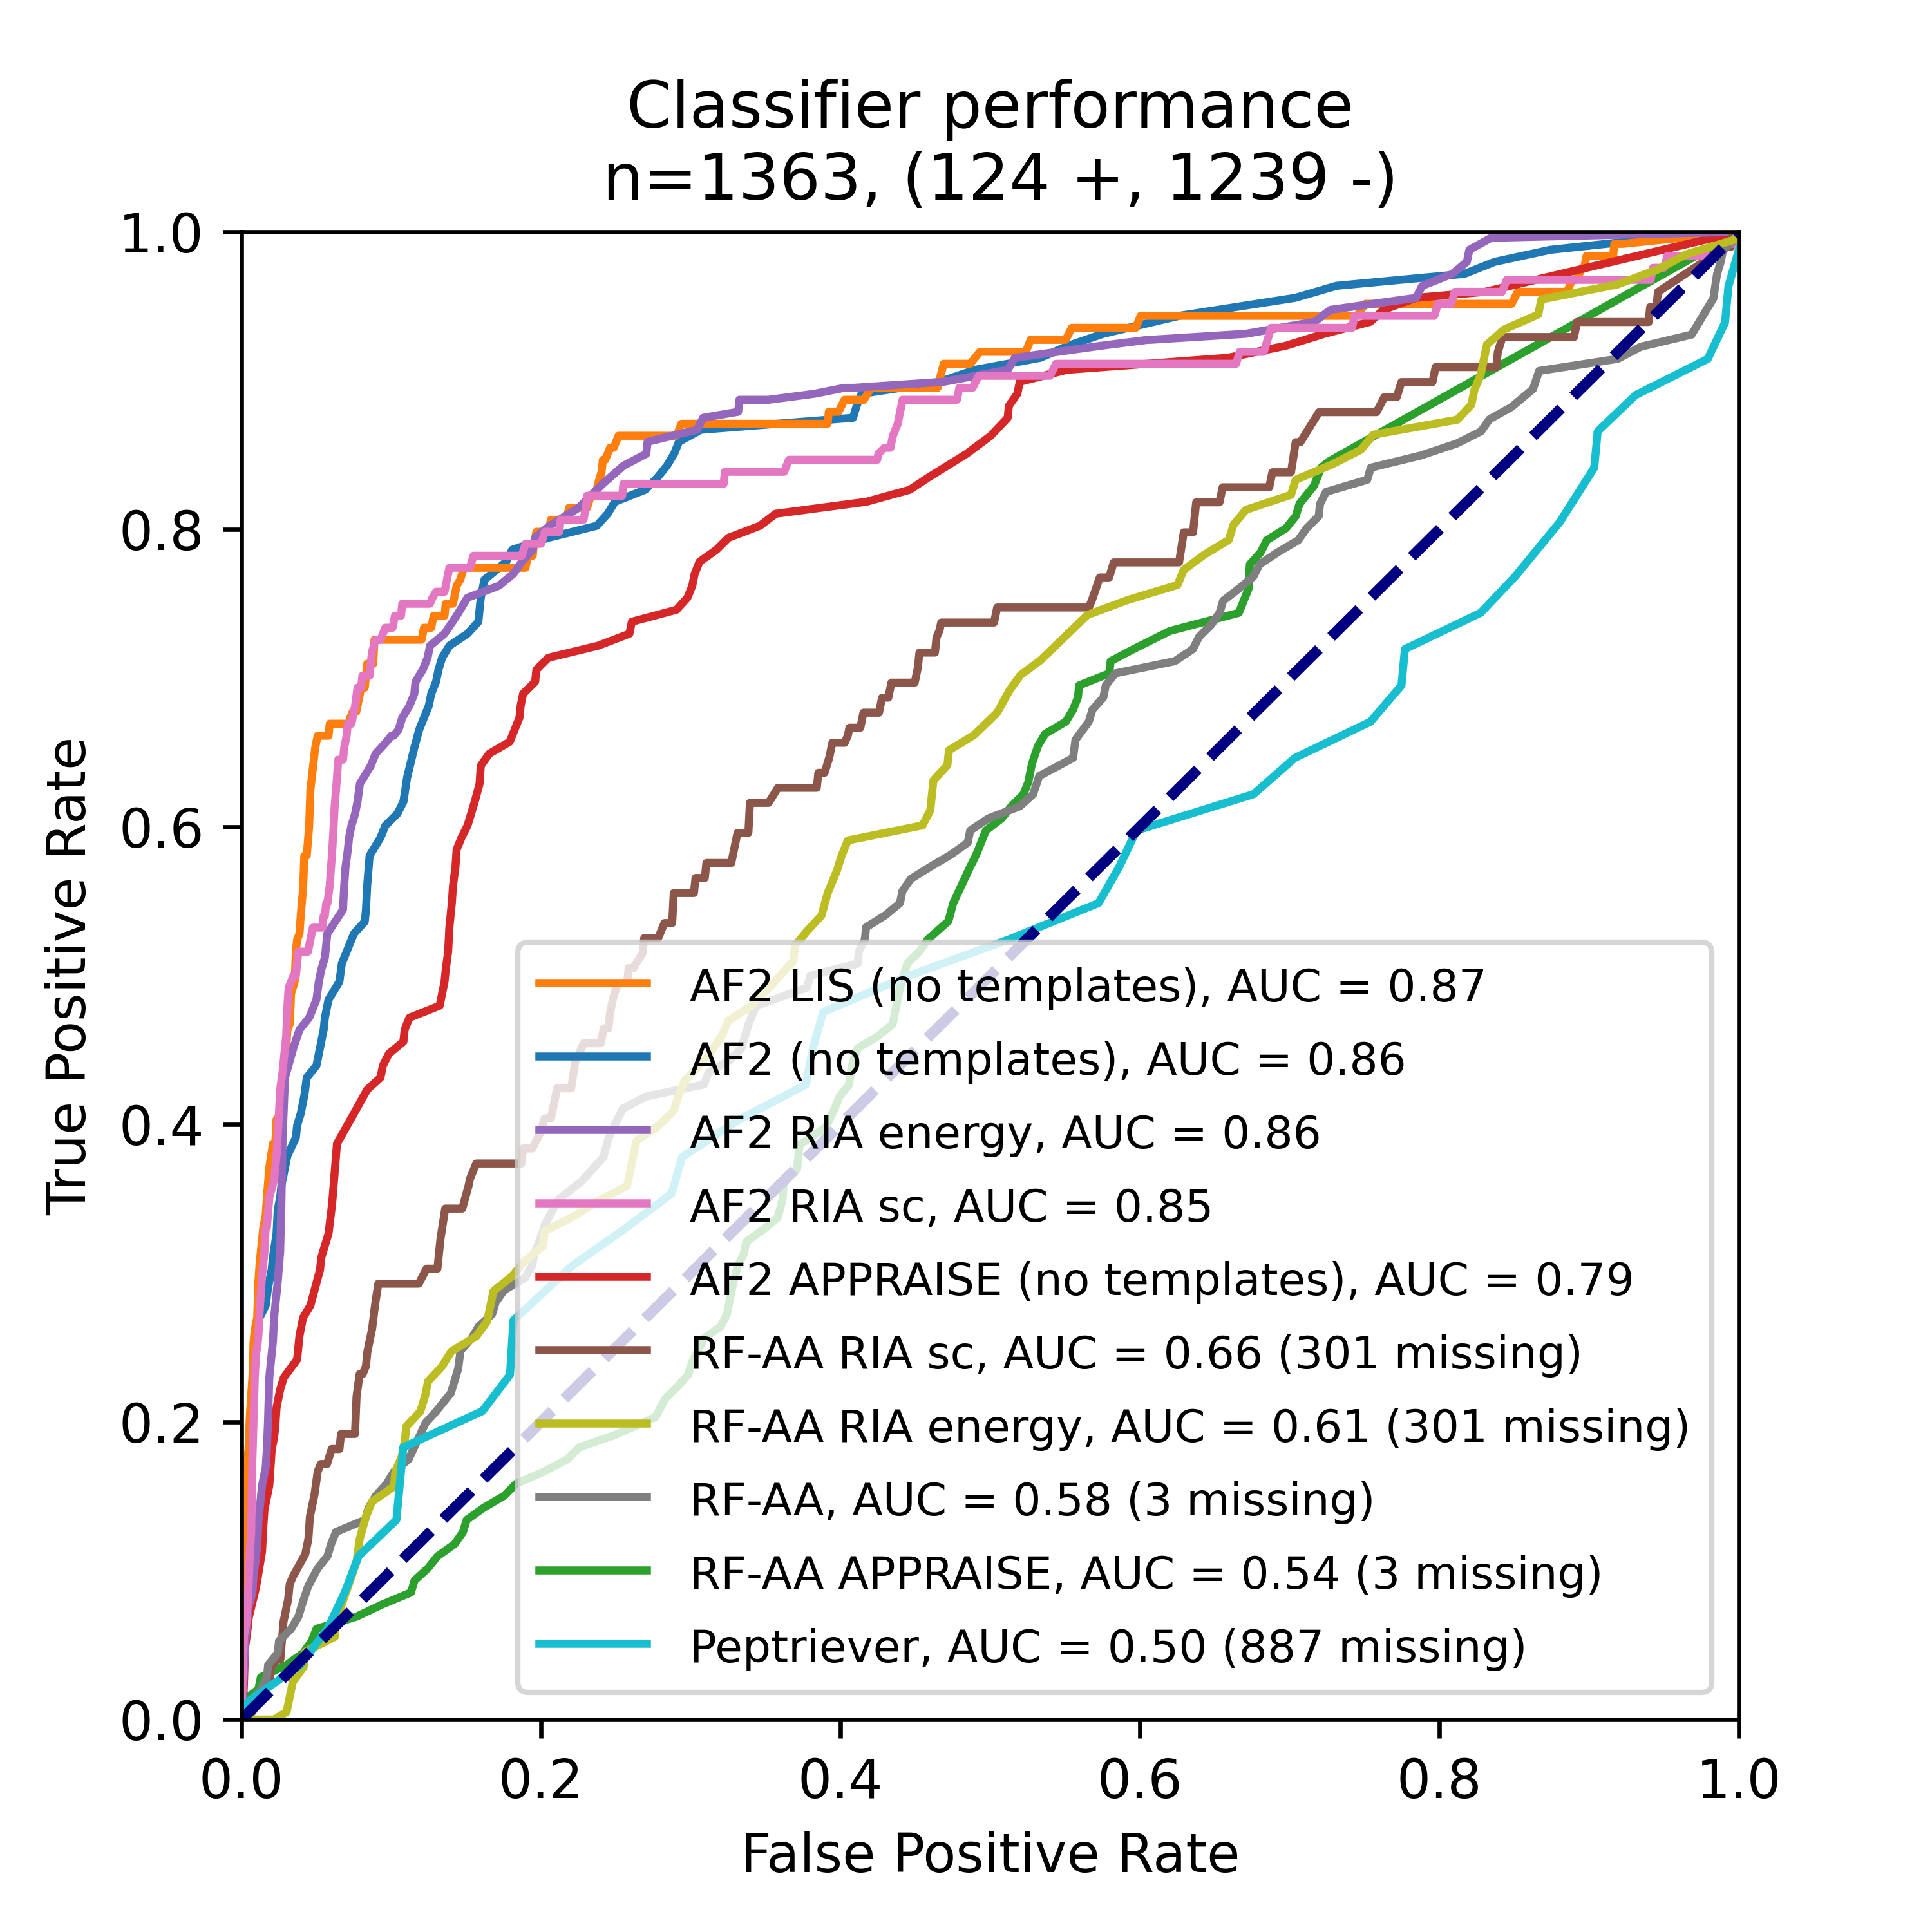 Classifier performance
n=1363, (124 +, 1239 -)
True Positive Rate
1.0
0.8
0.6
0.4
0.2
0.0
AF2 LIS (no templates), AUC = 0.87
AF2 (no templates), AUC = 0.86
AF2 RIA energy, AUC = 0.86
AF2 RIA sc, AUC = 0.85
AF2 APPRAISE (no templates), AUC = 0.79
RF-AA RIA sc, AUC = 0.66 (301 missing)
RF-AA RIA energy, AUC = 0.61 (301 missing)
RF-AA, AUC = 0.58 (3 missing)
RF-AA APPRAISE, AUC = 0.54 (3 missing)
Peptriever, AUC = 0.50 (887 missing)
0.0 0.2 0.4 0.6 0.8 1.0
False Positive Rate